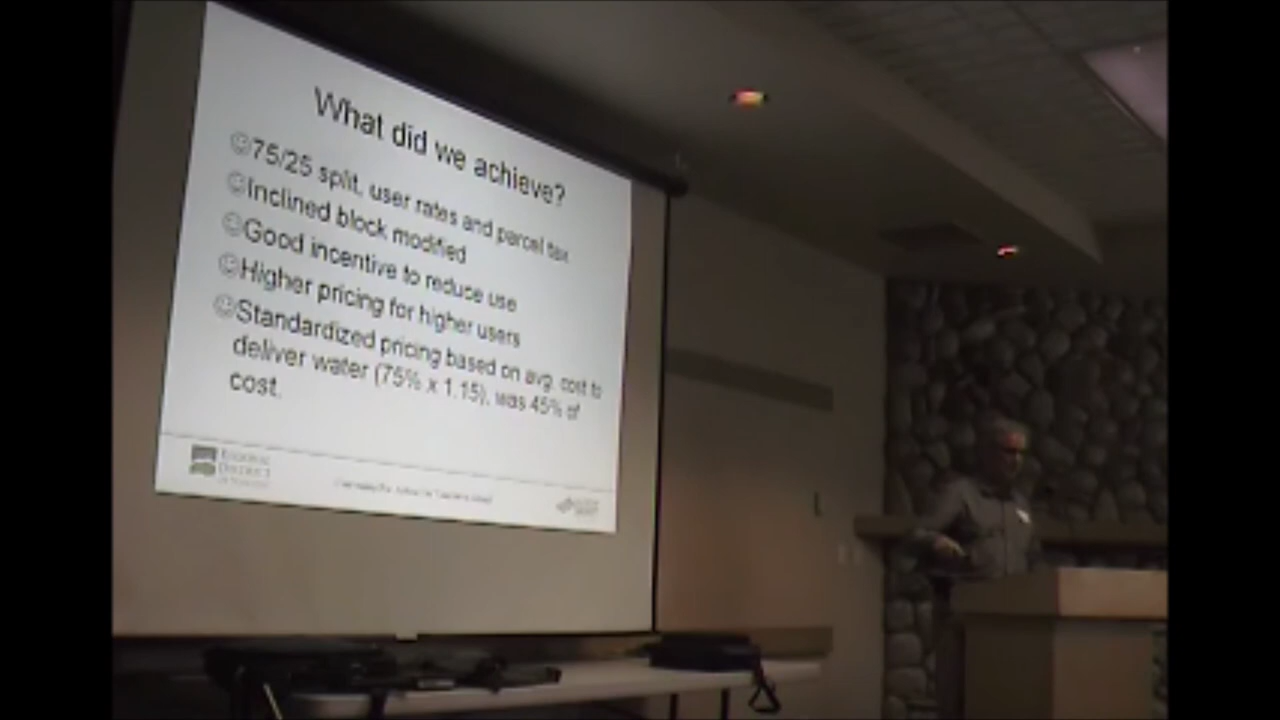 What did we achieve?
75/25 split, user rates and parcel tax
Inclined block modified
Good incentive to reduce use
Higher pricing for higher users
Standardized pricing based on avg. cost to
deliver water (75% x 1.15), was 45% of
cost.
DISTRICT